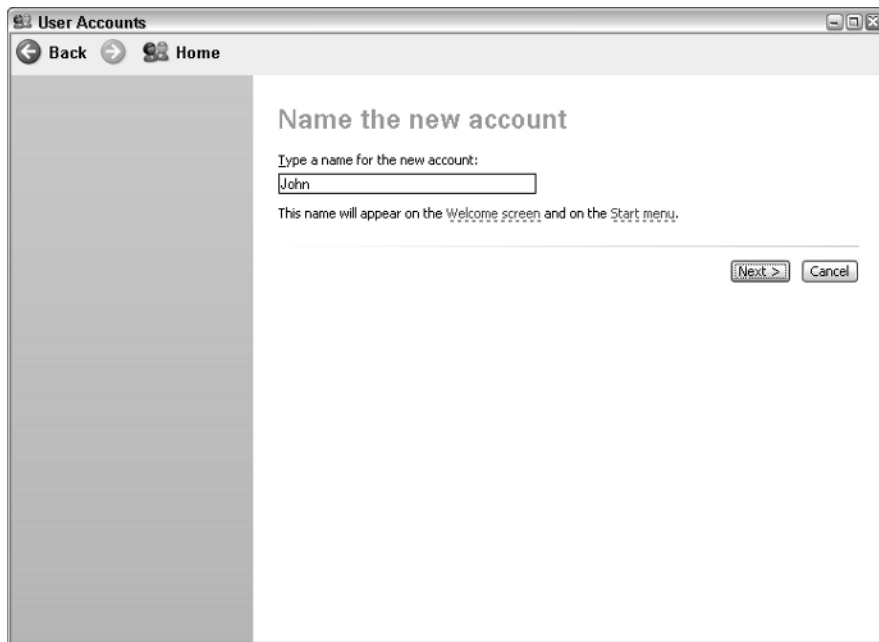 User Accounts
Back Home
Name the new account
Type a name for the new account:
John
This name will appear on the Welcome screen and on the Start menu.
Next > Cancel